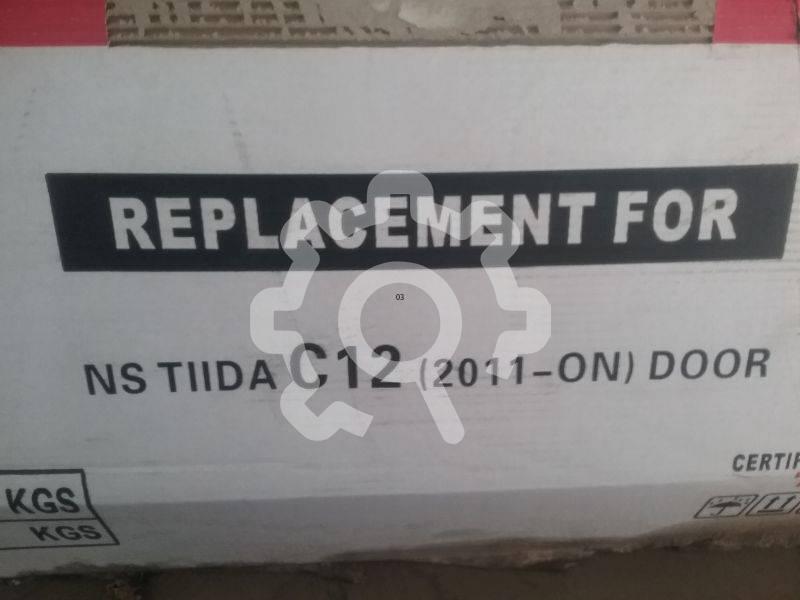 REPLACEMENT FOR
03
NS TIIDA C12 (2011-ON) DOOR
CERTIF
KGS
KGS